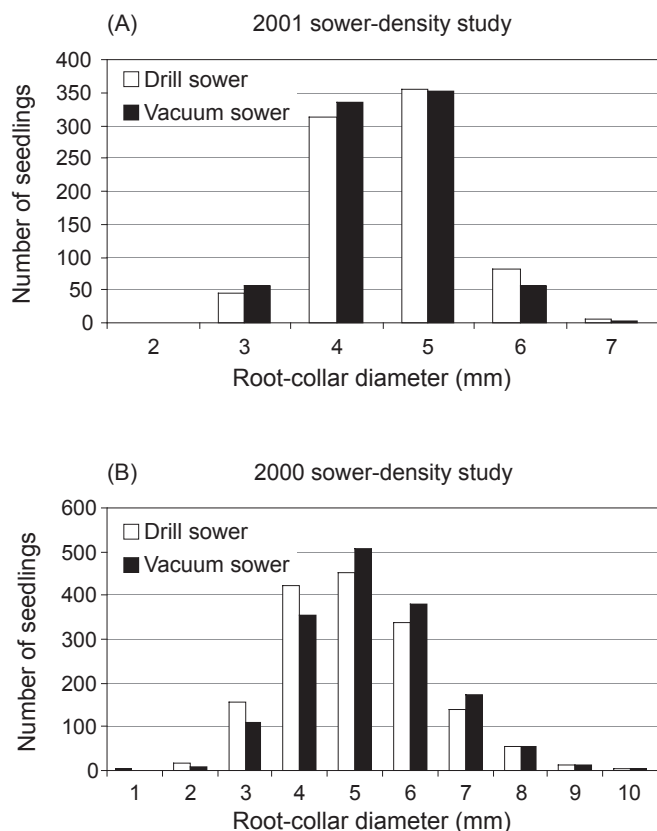 (A) 2001 sower-density study
400
350
300
250
200
150
100
50
0
Number of seedlings
Drill sower
Vacuum sower
2 3 4 5 6 7
Root-collar diameter (mm)
(B) 2000 sower-density study
600
500
400
300
200
100
0
Number of seedlings
Drill sower
Vacuum sower
1 2 3 4 5 6 7 8 9 10
Root-collar diameter (mm)